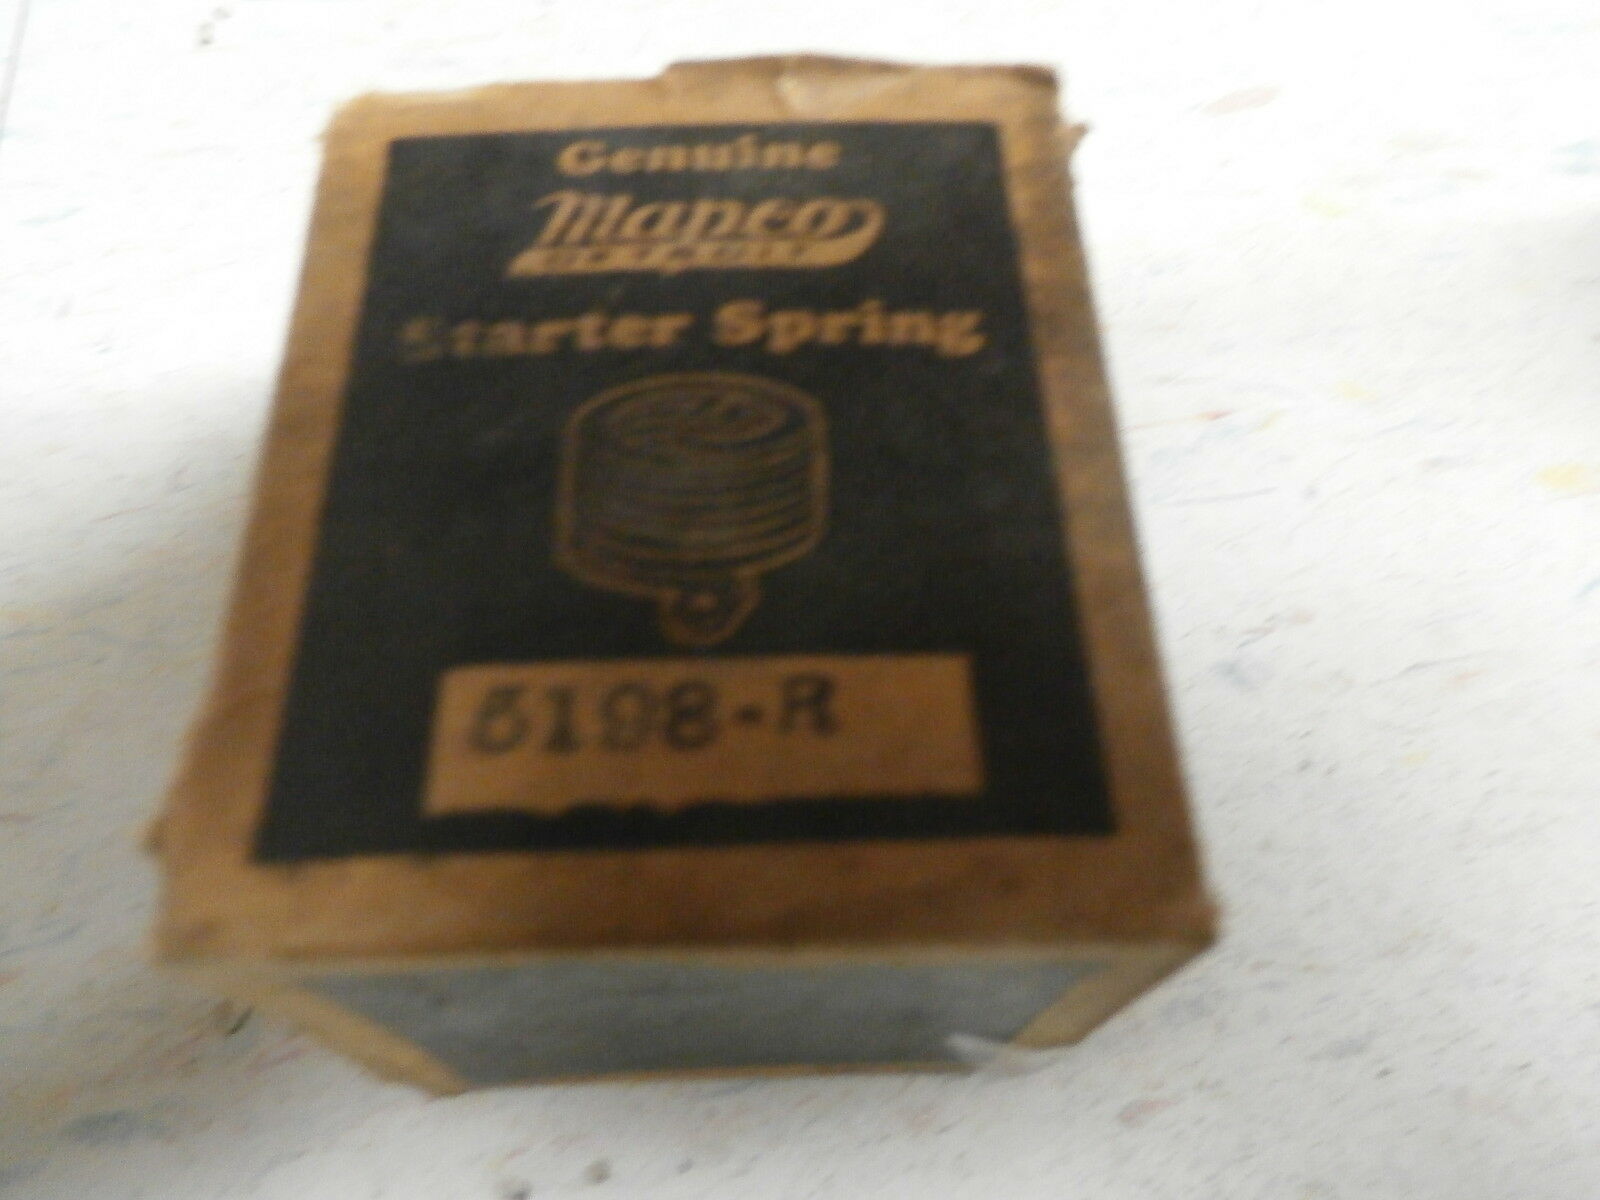 Genuine
Mapco
Starter Spring
5198-R